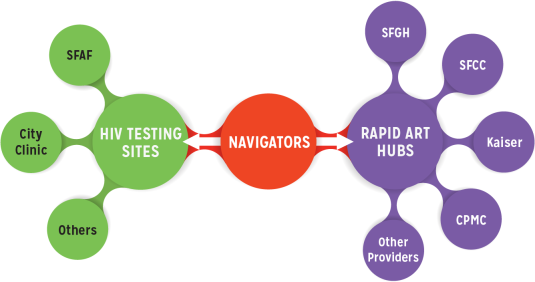 SFAF
City
Clinic
Others
HIV TESTING
SITES
NAVIGATORS
RAPID ART
HUBS
SFGH
SFCC
Kaiser
CPMC
Other
Providers